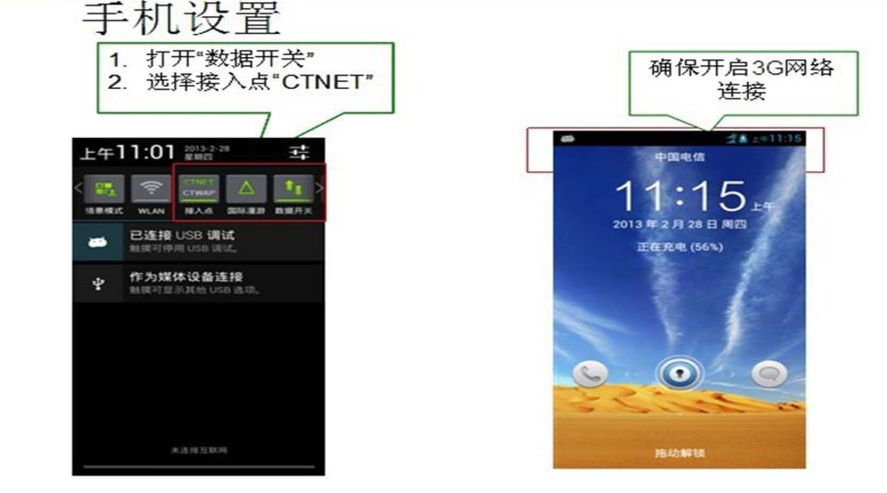 手机设置
1. 打开“数据开关”
2. 选择接入点“CTNET”
确保开启3G网络
连接
上午11:01 2013-2-28
星期四
CTNET
CTWAP
情景模式 WLAN 接入点 国际漫游 数据开关
已连接 USB 调试
触摸可停用 USB 调试。
作为媒体设备连接
触摸可显示其他 USB 选项。
未连接互联网
上午11:15
中国电信
11:15 上午
2013 年 2 月 28 日 周四
正在充电 (56%)
拖动解锁